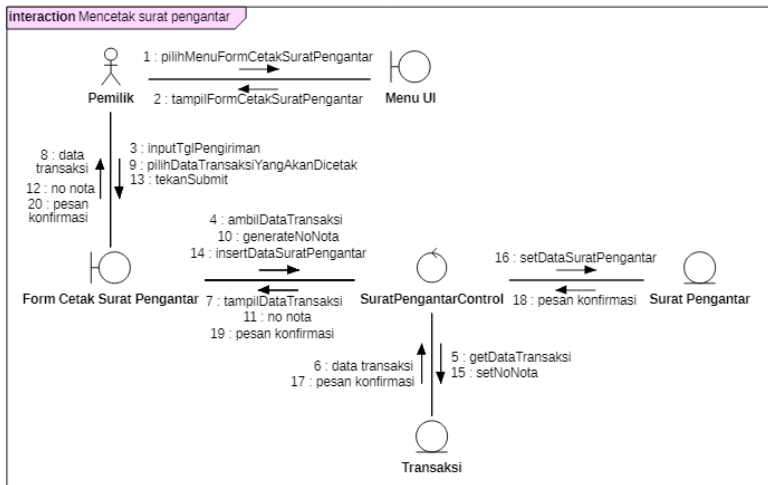 interaction Mencetak surat pengantar
1 : pilihMenuFormCetakSuratPengantar
2 : tampilFormCetakSuratPengantar
Pemilik
Menu UI
8 : data
transaksi
12 : no nota
20 : pesan
konfirmasi
3 : inputTglPengiriman
9 : pilihDataTransaksiYangAkanDicetak
13 : tekanSubmit
4 : ambilDataTransaksi
10 : generateNoNota
14 : insertDataSuratPengantar
16 : setDataSuratPengantar
Form Cetak Surat Pengantar
7 : tampilDataTransaksi
11 : no nota
19 : pesan konfirmasi
SuratPengantarControl
18 : pesan konfirmasi
Surat Pengantar
6 : data transaksi
17 : pesan konfirmasi
5 : getDataTransaksi
15 : setNoNota
Transaksi